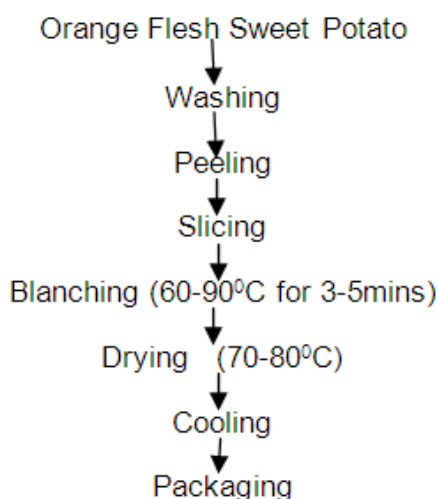 Orange Flesh Sweet Potato
Washing
Peeling
Slicing
Blanching (60-90⁰C for 3-5mins)
Drying (70-80⁰C)
Cooling
Packaging